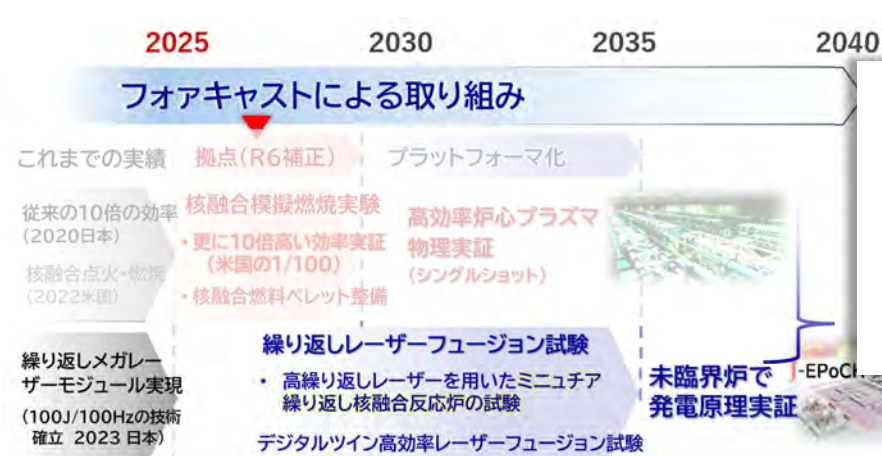 2025
2030
2035
2040
フォアキャストによる取り組み
これまでの実績
拠点(R6補正)
プラットフォーマ化
従来の10倍の効率
(2020日本)
核融合点火・燃焼
(2022米国)
核融合模擬燃焼実験
・更に10倍高い効率実証
(米国の1/100)
・核融合燃料ペレット整備
高効率炉心プラズマ
物理実証
(シングルショット)
繰り返しメガレー
ザーモジュール実現
(100J/100Hzの技術
確立 2023 日本)
繰り返しレーザーフュージョン試験
・ 高繰り返しレーザーを用いたミニュチア
繰り返し核融合反応炉の試験
デジタルツイン高効率レーザーフュージョン試験
未臨界炉で
発電原理実証